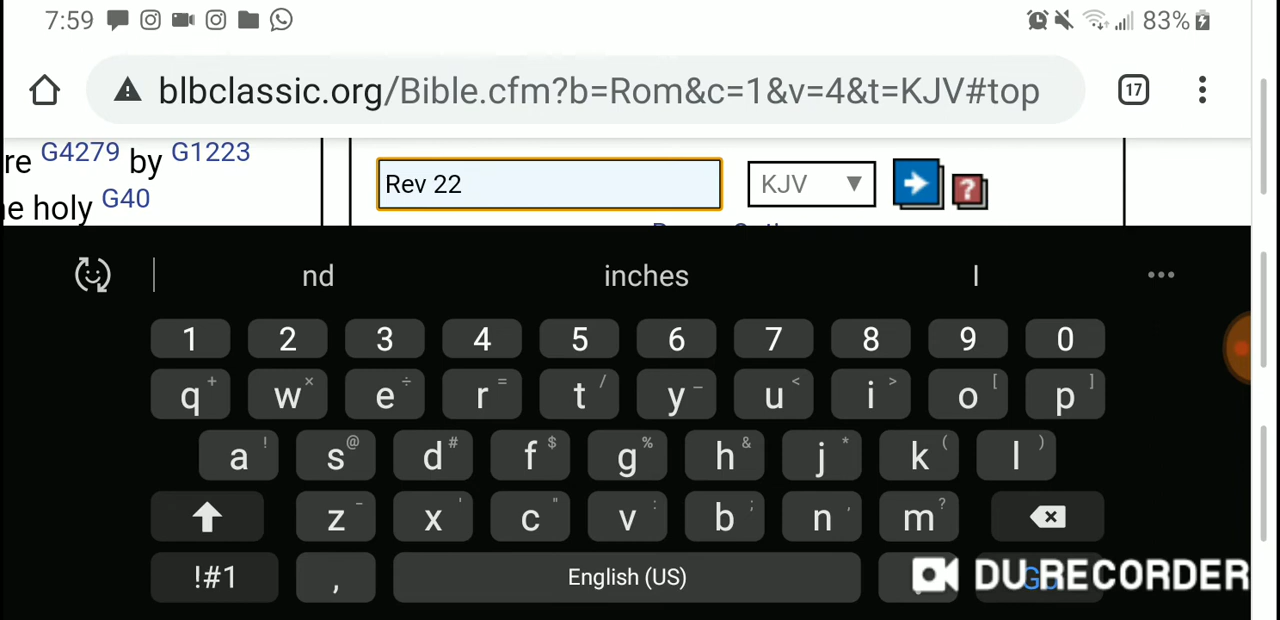 7:59 83%
blbclassic.org/Bible.cfm?b=Rom&c=1&v=4&t=KJV#top 17
re G4279 by G1223
e holy G40
Rev 22 KJV ▼ ?
nd inches I •••
1 2 3 4 5 6 7 8 9 0
q + w × e ÷ r = t / y _ u < i > o [ p ]
a ! s @ d # f $ g % h & j * k ( l )
z - x ' c " v : b ; n , m ?
!#1 , English (US)
DU RECORDER